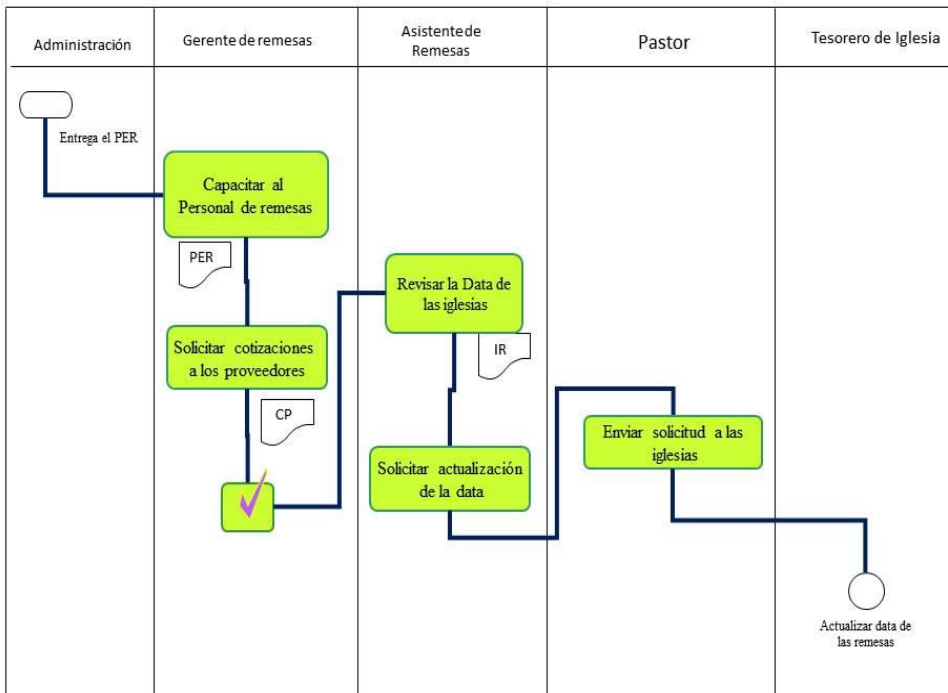 Administración
Gerente de remesas
Asistente de
Remesas
Pastor
Tesorero de Iglesia
Entrega el PER
Capacitar al
Personal de remesas
PER
Revisar la Data de
las iglesias
IR
Solicitar cotizaciones
a los proveedores
CP
Enviar solicitud a las
iglesias
Solicitar actualización
de la data
Actualizar data de
las remesas